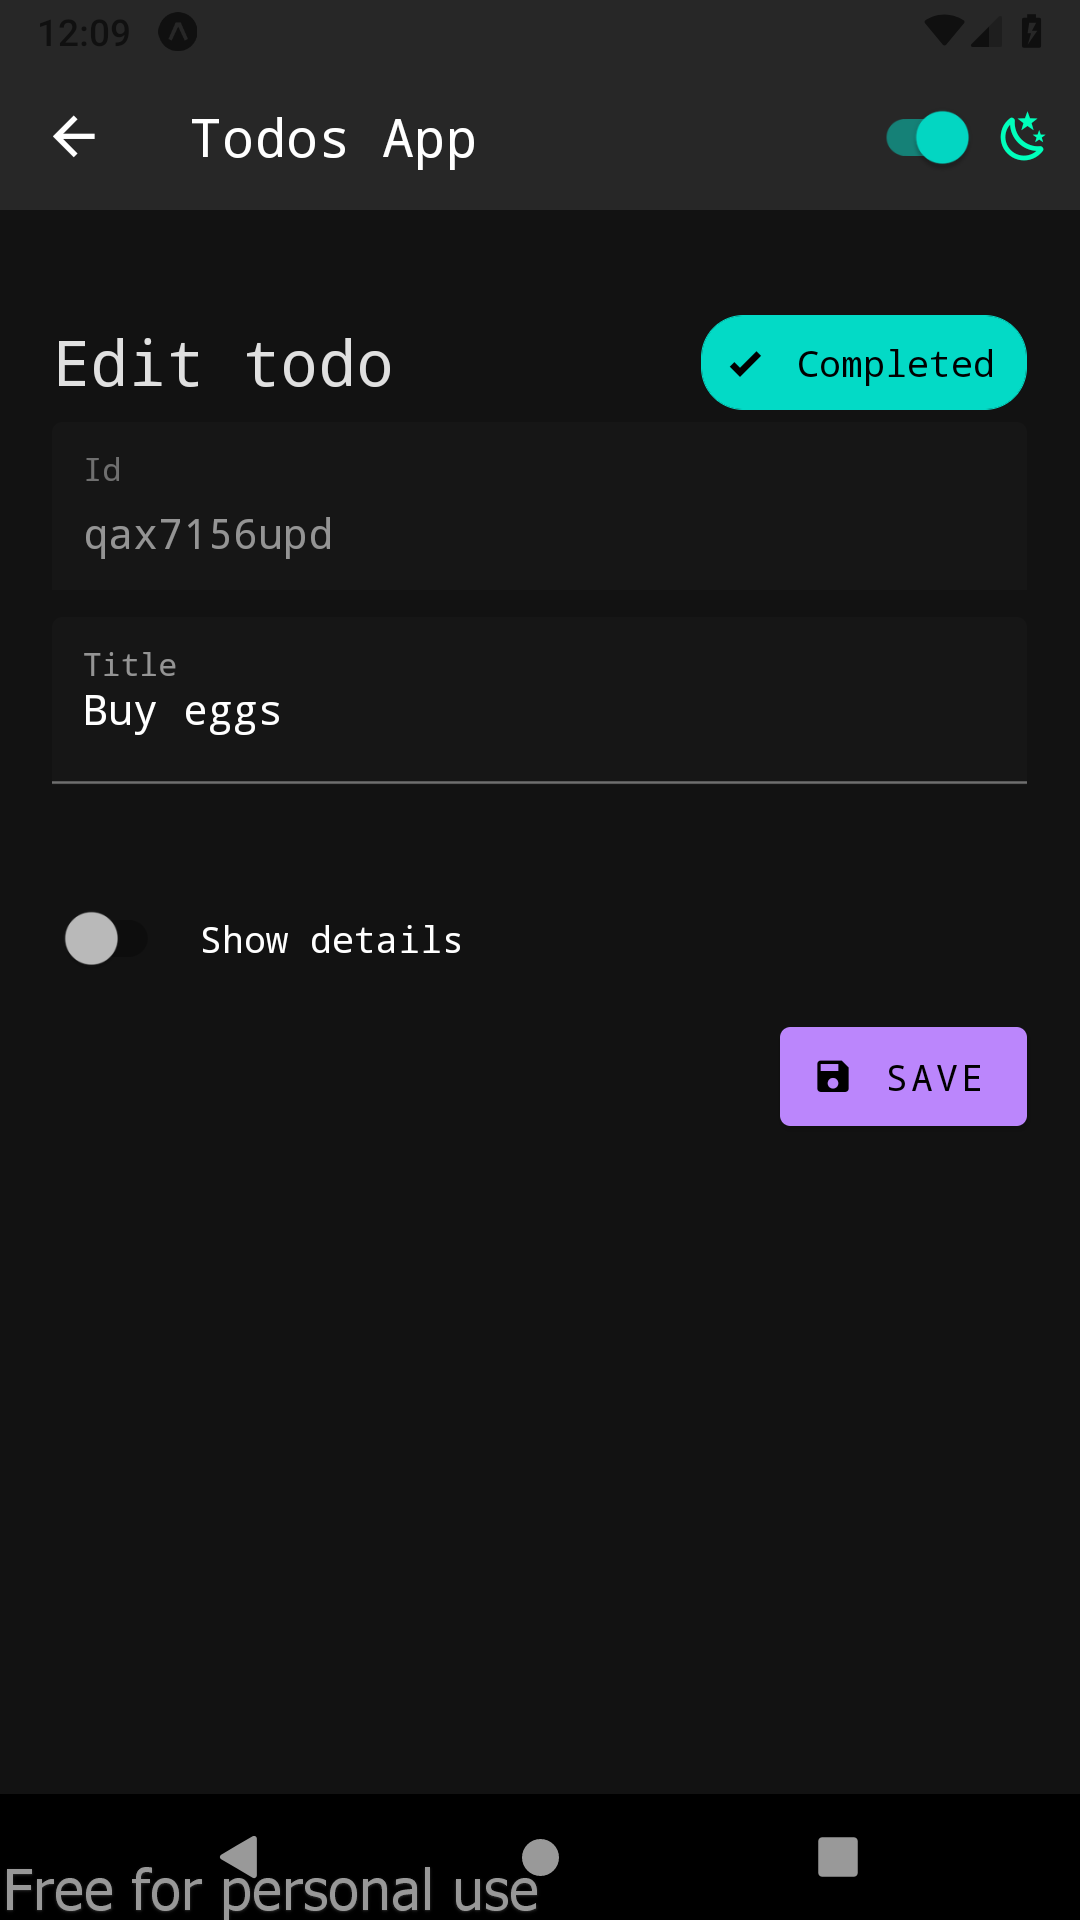 12:09
Todos App
Edit todo
Completed
Id
qax7156upd
Title
Buy eggs
Show details
SAVE
Free for personal use